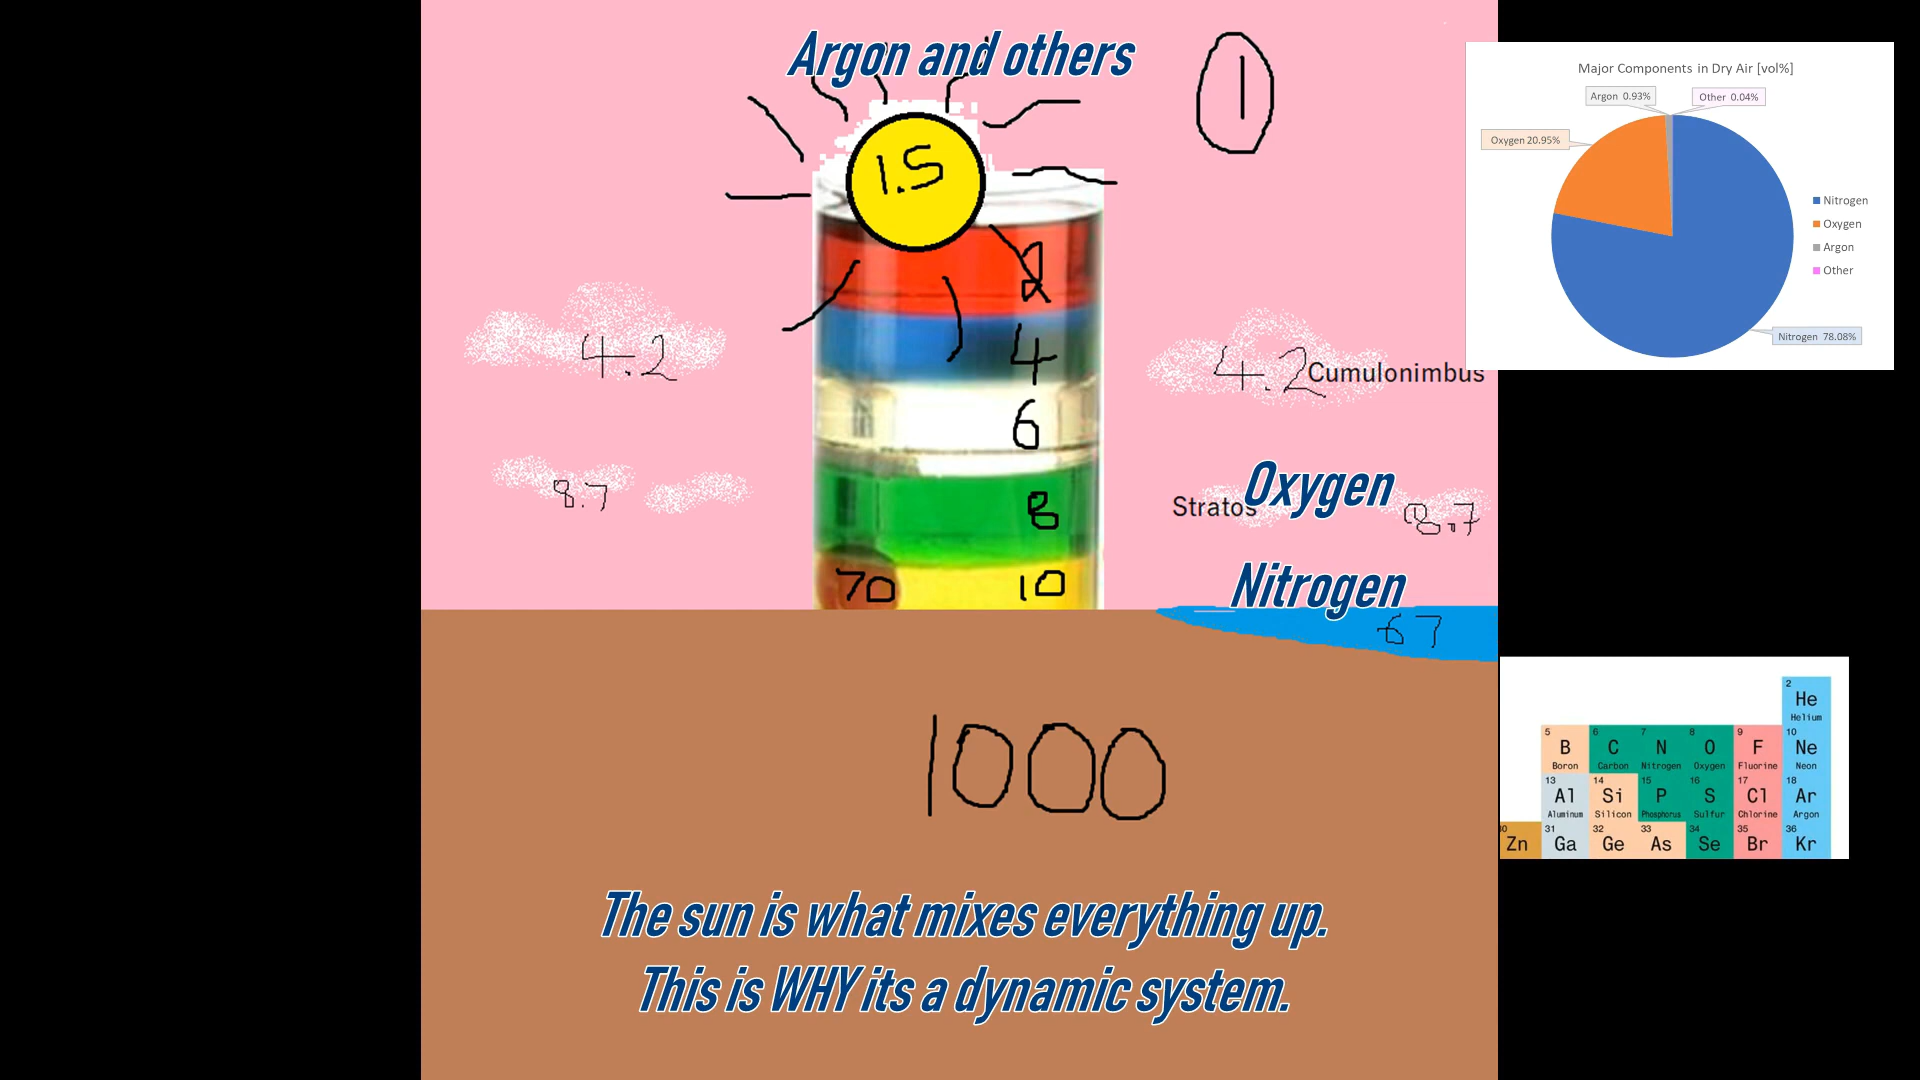 Argon and others
1
1.5
2
4
6
8
10
70
4.2
8.7
4.2 Cumulonimbus
Oxygen
Stratos
8.7
Nitrogen
67
1000
The sun is what mixes everything up.
This is WHY its a dynamic system.
Major Components in Dry Air [vol%]
Argon 0.93%
Other 0.04%
Oxygen 20.95%
Nitrogen
Oxygen
Argon
Other
Nitrogen 78.08%
2
He
Helium
5 6 7 8 9 10
B C N O F Ne
Boron Carbon Nitrogen Oxygen Fluorine Neon
13 14 15 16 17 18
Al Si P S Cl Ar
Aluminum Silicon Phosphorus Sulfur Chlorine Argon
30 31 32 33 34 35 36
Zn Ga Ge As Se Br Kr